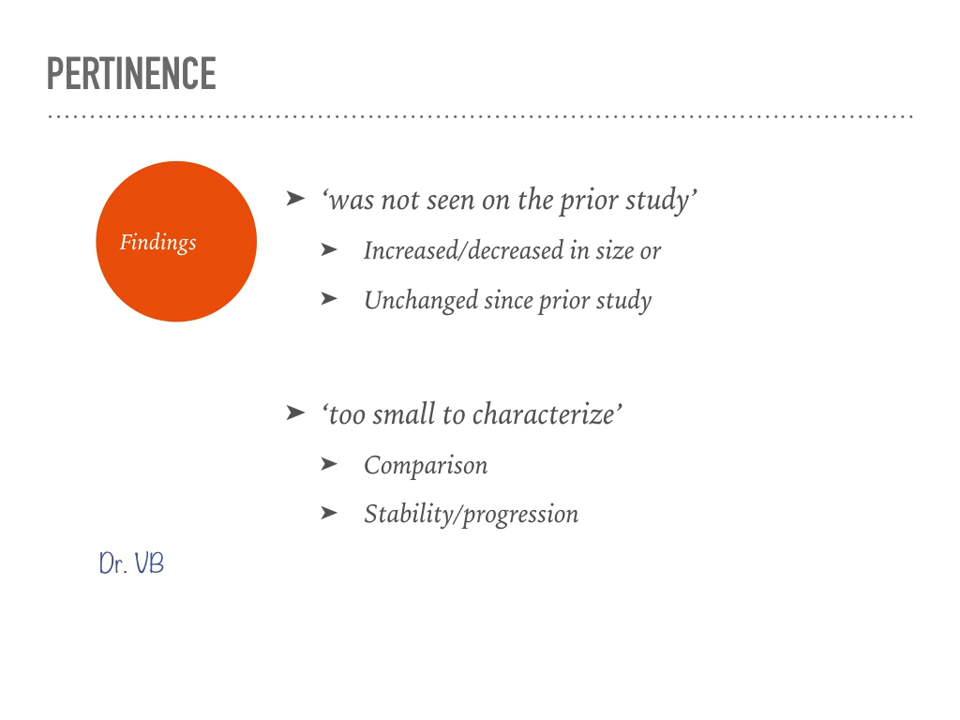 PERTINENCE
Findings
➤ ‘was not seen on the prior study’
➤ Increased/decreased in size or
➤ Unchanged since prior study
➤ ‘too small to characterize’
➤ Comparison
➤ Stability/progression
Dr. VB